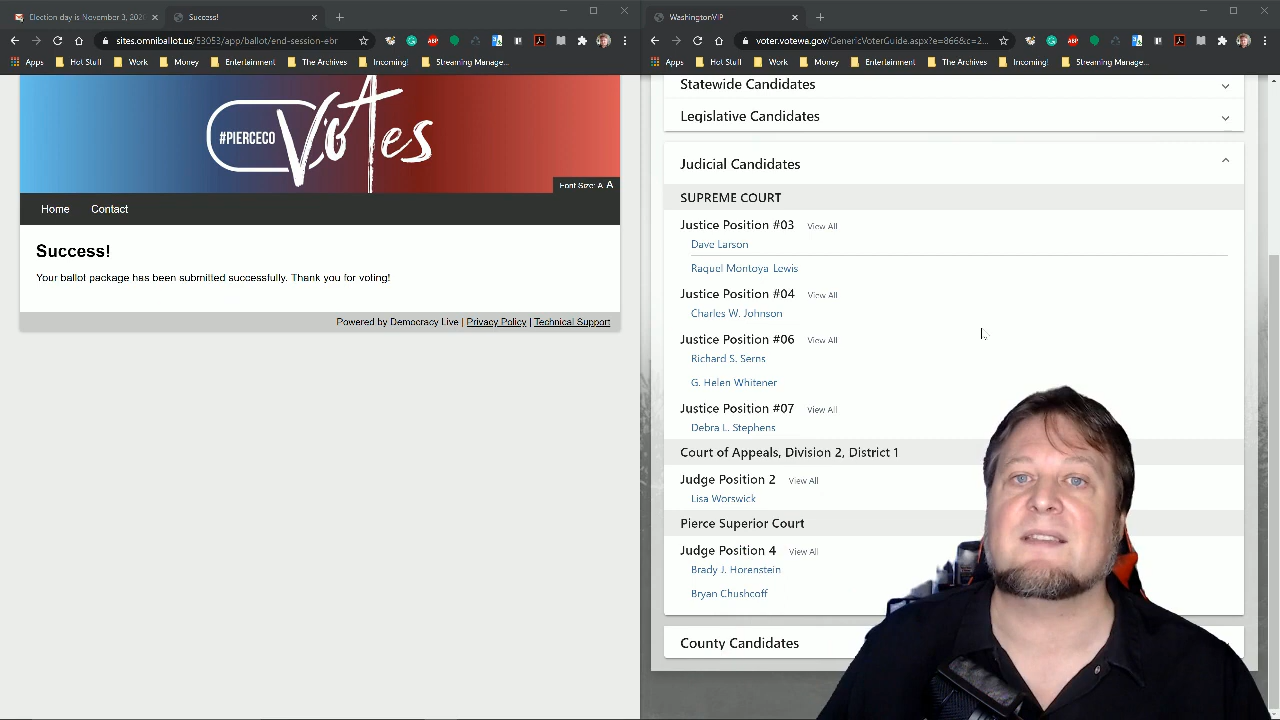 Election day is November 3, 202
Success!
sites.omniballot.us/53053/app/ballot/end-session-ebr
Apps
Hot Stuff
Work
Money
Entertainment
The Archives
Incoming!
Streaming Manage...
#PIERCECO
Votes
Font Size: A A
Home
Contact
Success!
Your ballot package has been submitted successfully. Thank you for voting!
Powered by Democracy Live | Privacy Policy | Technical Support
WashingtonVIP
voter.votewa.gov/GenericVoterGuide.aspx?e=866&c=2...
Apps
Hot Stuff
Work
Money
Entertainment
The Archives
Incoming!
Streaming Manage...
Statewide Candidates
Legislative Candidates
Judicial Candidates
SUPREME COURT
Justice Position #03 View All
Dave Larson
Raquel Montoya-Lewis
Justice Position #04 View All
Charles W. Johnson
Justice Position #06 View All
Richard S. Serns
G. Helen Whitener
Justice Position #07 View All
Debra L. Stephens
Court of Appeals, Division 2, District 1
Judge Position 2 View All
Lisa Worswick
Pierce Superior Court
Judge Position 4 View All
Brady J. Horenstein
Bryan Chushcoff
County Candidates